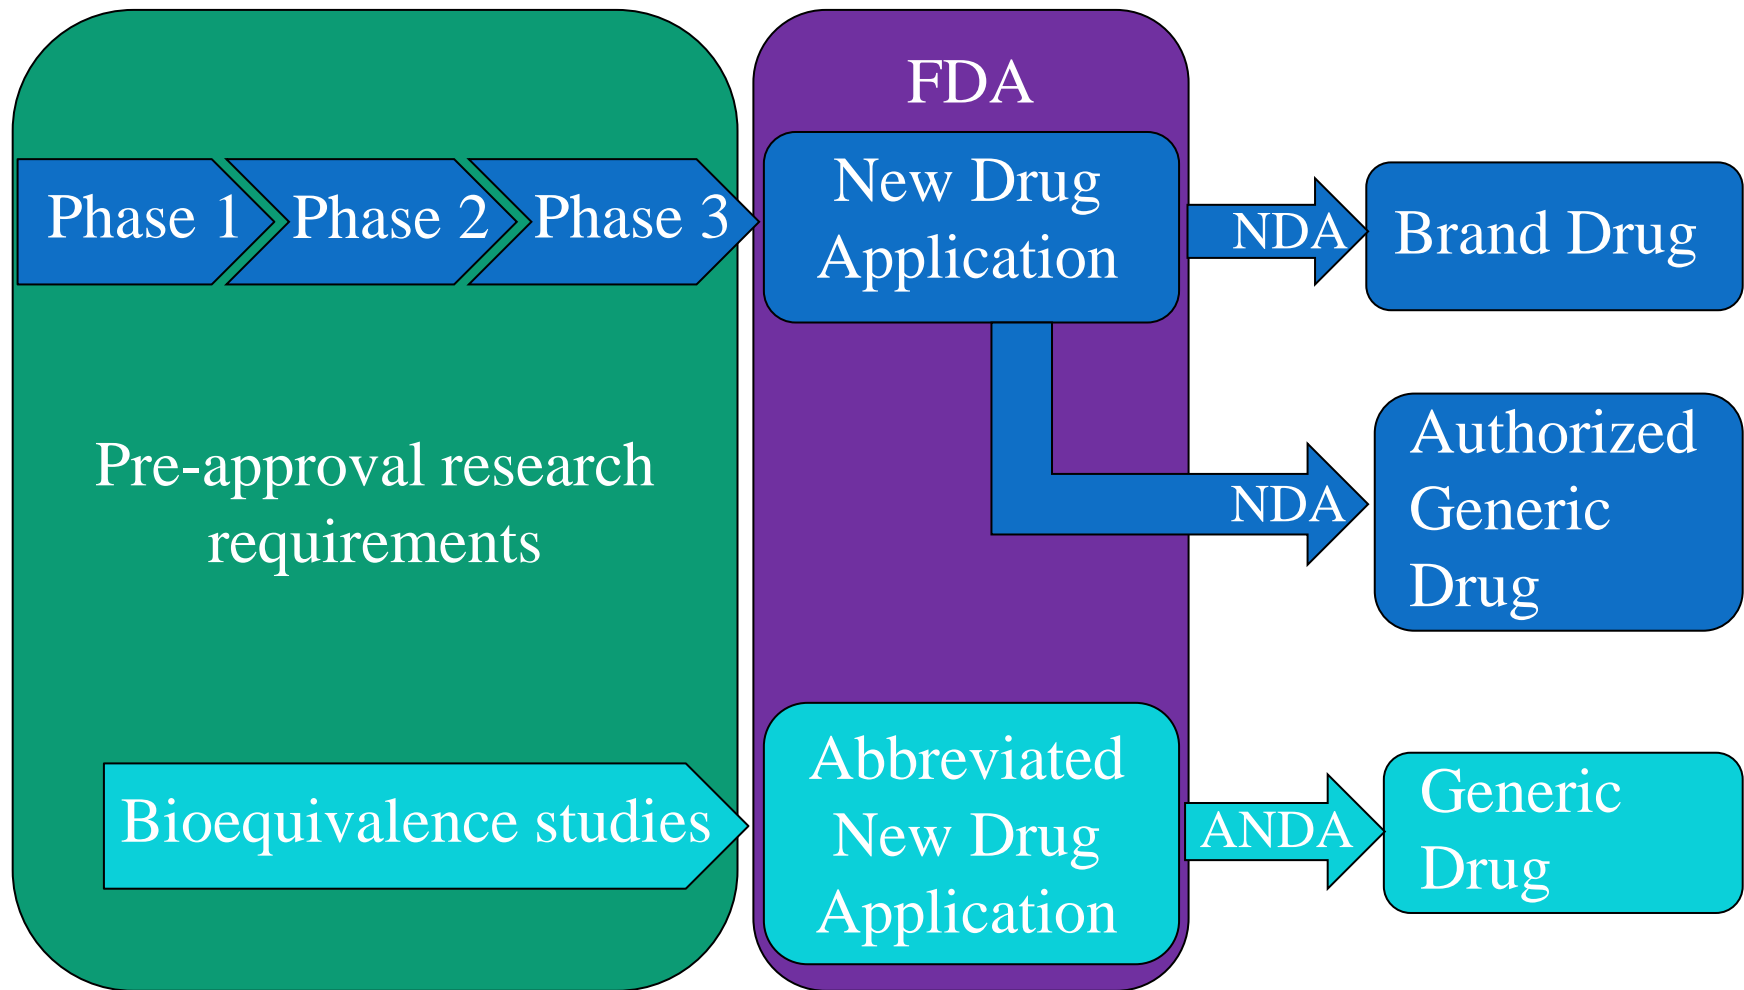 FDA
Phase 1
Phase 2
Phase 3
New Drug
Application
NDA
Brand Drug
Pre-approval research
requirements
NDA
Authorized
Generic
Drug
Bioequivalence studies
Abbreviated
New Drug
Application
ANDA
Generic
Drug